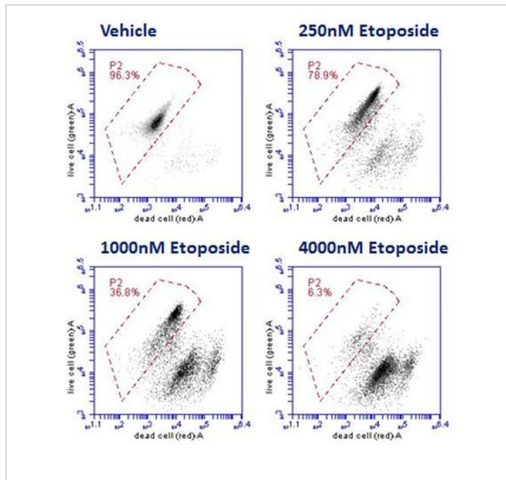 Vehicle
250nM Etoposide
P2
96.3%
P2
78.9%
live cell (green)-A
live cell (green)-A
dead cell (red)-A
dead cell (red)-A
1000nM Etoposide
4000nM Etoposide
P2
36.8%
P2
6.3%
live cell (green)-A
live cell (green)-A
dead cell (red)-A
dead cell (red)-A